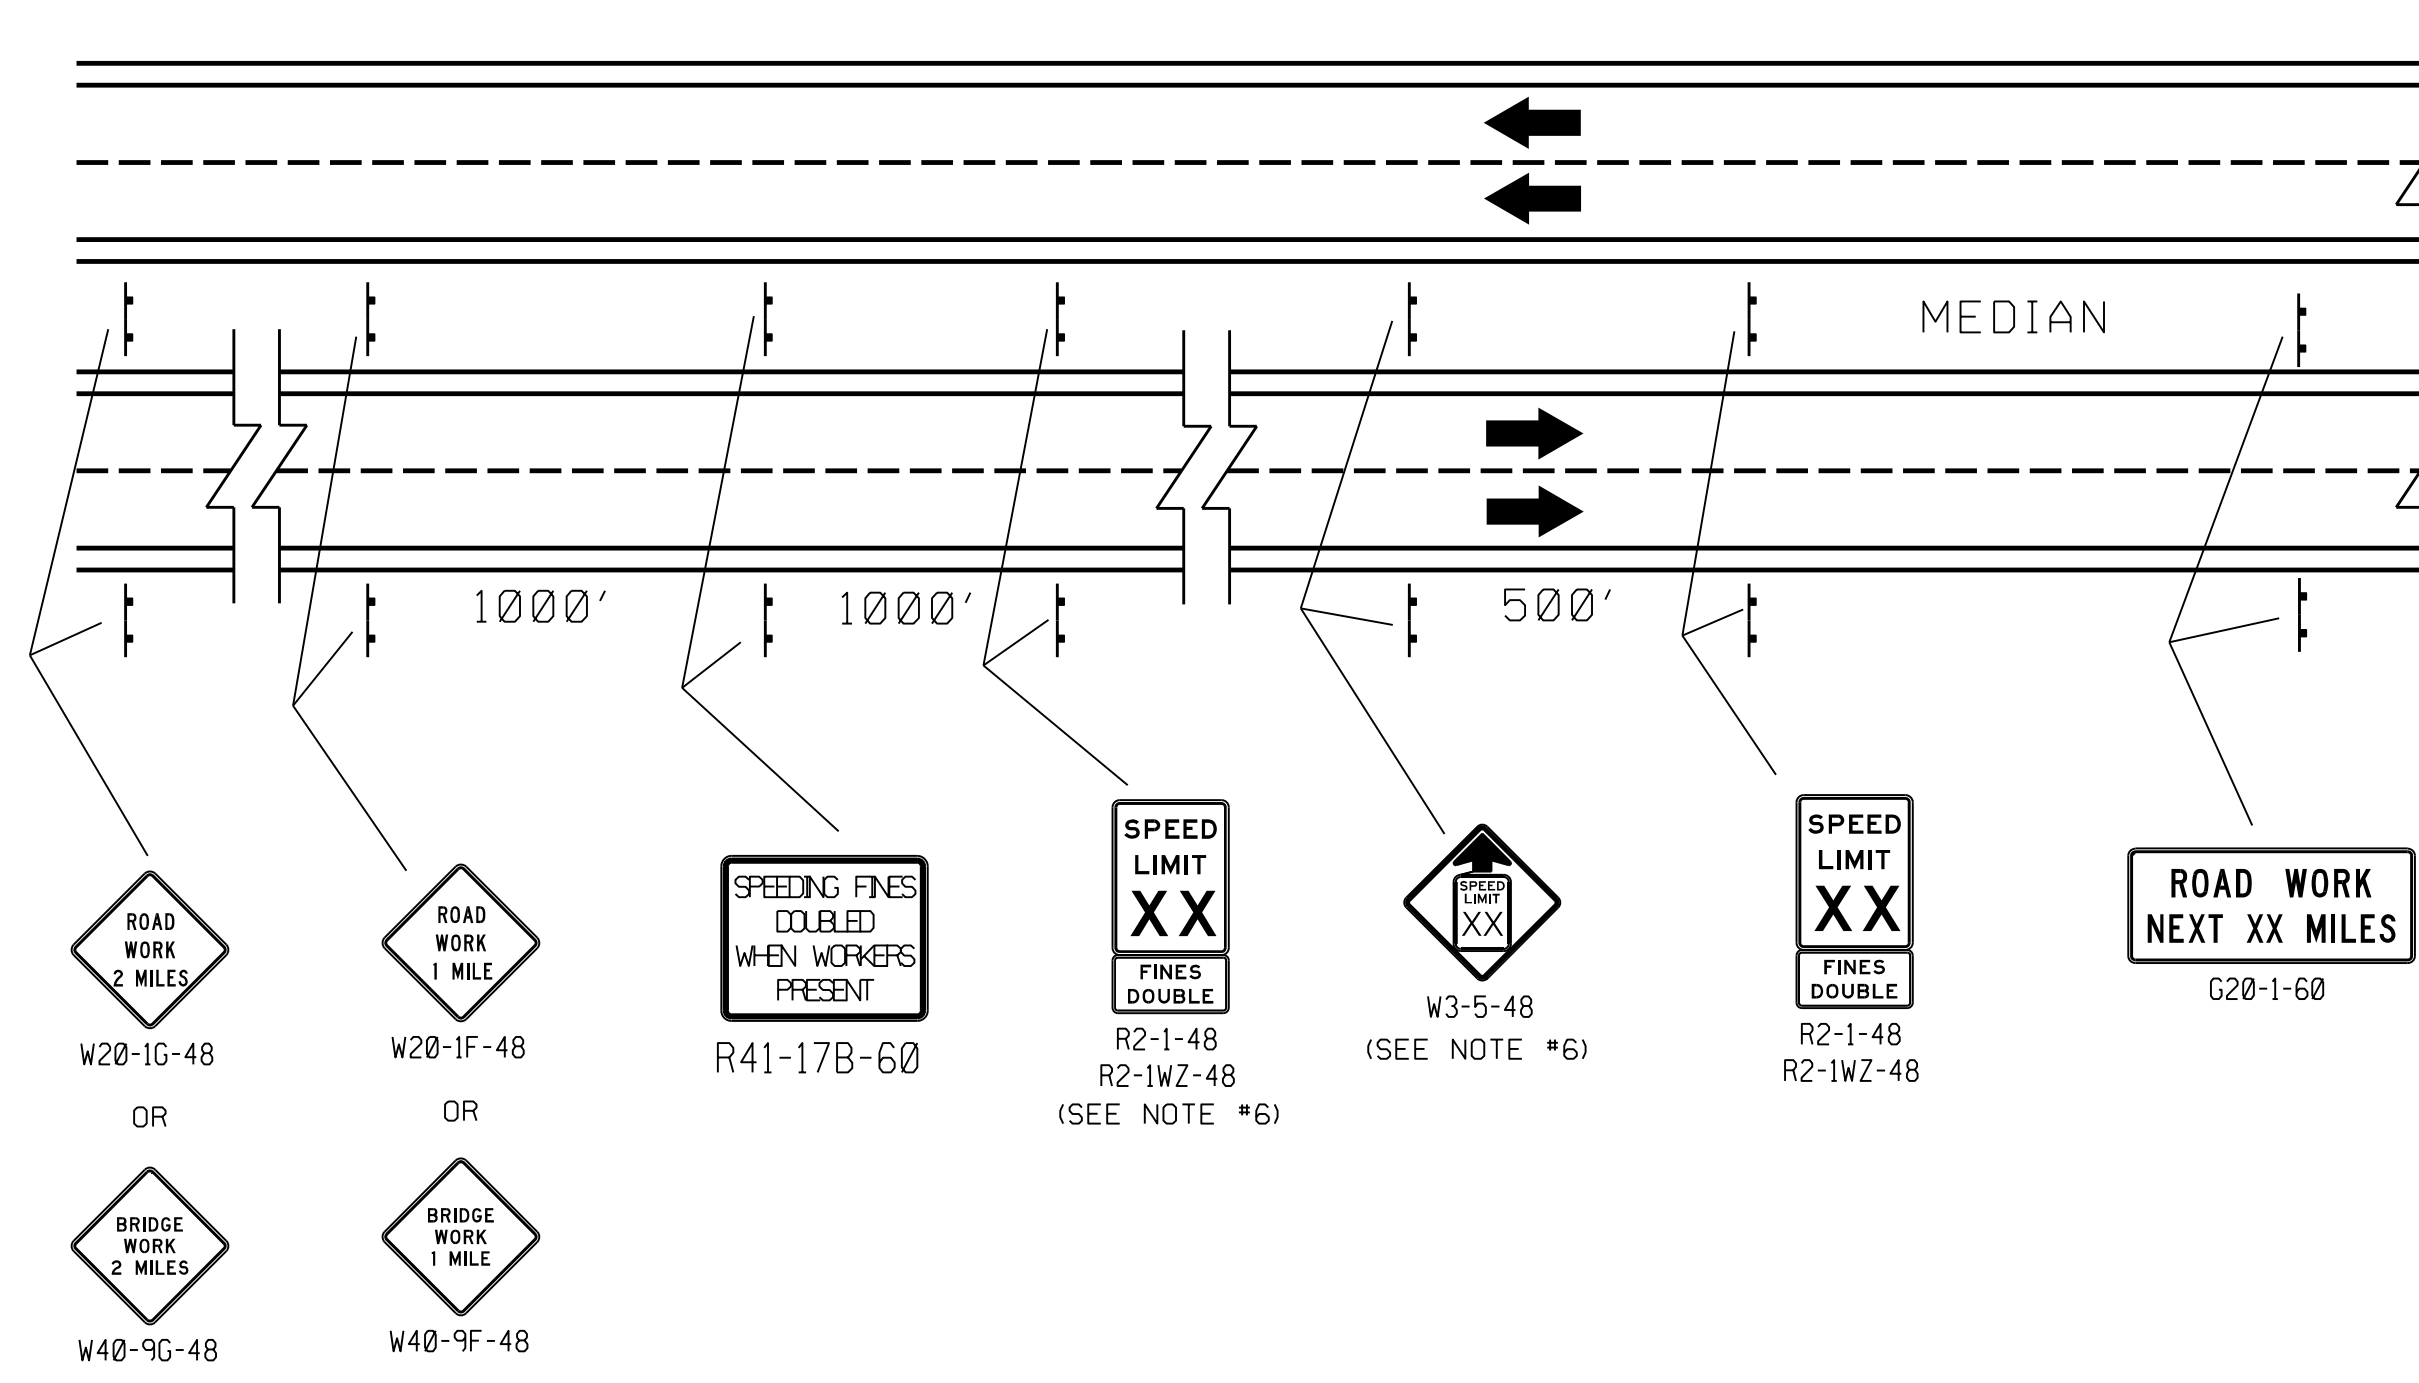 MEDIAN
1000'
1000'
500'
ROAD
WORK
2 MILES
W20-1G-48
OR
BRIDGE
WORK
2 MILES
W40-9G-48
ROAD
WORK
1 MILE
W20-1F-48
OR
BRIDGE
WORK
1 MILE
W40-9F-48
SPEEDING FINES
DOUBLED
WHEN WORKERS
PRESENT
R41-17B-60
SPEED
LIMIT
XX
FINES
DOUBLE
R2-1-48
R2-1WZ-48
(SEE NOTE #6)
SPEED
LIMIT
XX
W3-5-48
(SEE NOTE #6)
SPEED
LIMIT
XX
FINES
DOUBLE
R2-1-48
R2-1WZ-48
ROAD WORK
NEXT XX MILES
G20-1-60